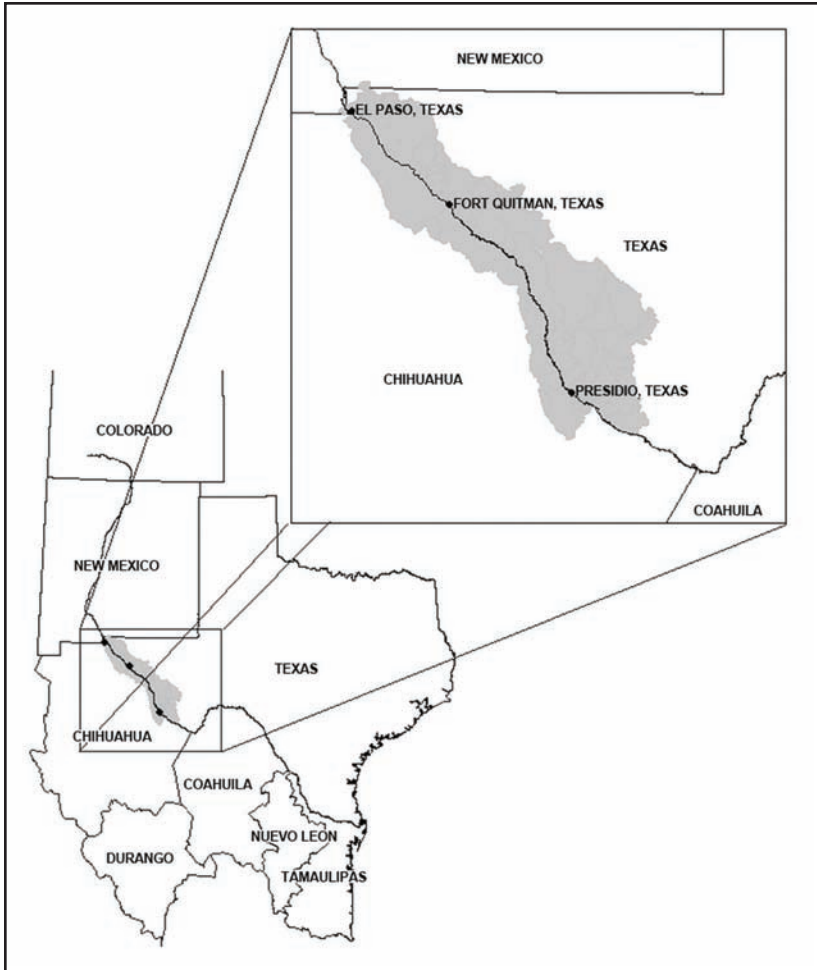 NEW MEXICO
EL PASO, TEXAS
FORT QUITMAN, TEXAS
TEXAS
CHIHUAHUA
PRESIDIO, TEXAS
COAHUILA
COLORADO
NEW MEXICO
TEXAS
CHIHUAHUA
COAHUILA
NUEVO LEON
DURANGO
TAMAULIPAS